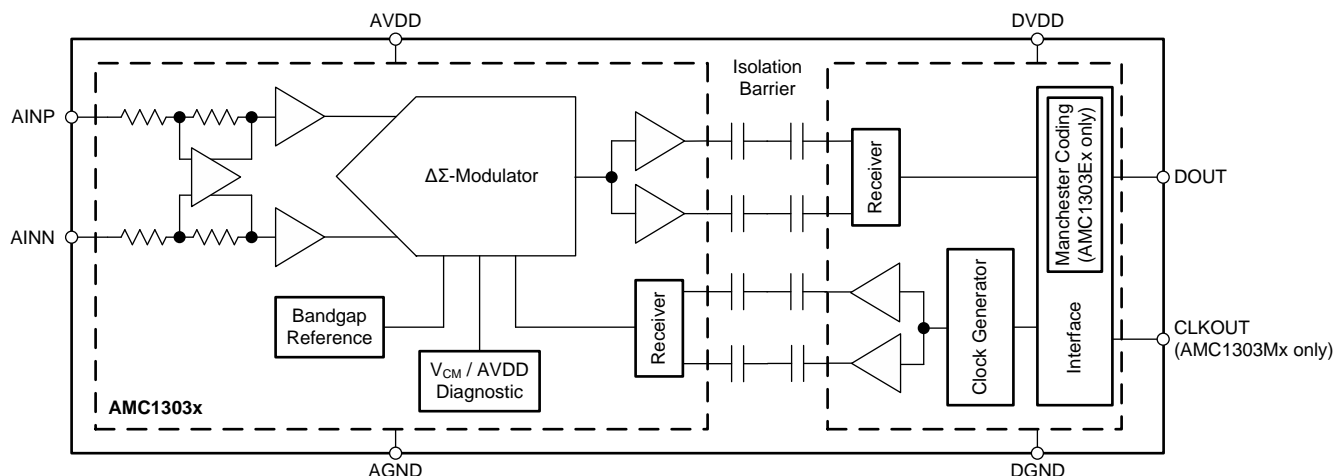 AVDD
DVDD
Isolation
Barrier
AINP
ΔΣ-Modulator
Receiver
Manchester Coding
(AMC1303Ex only)
DOUT
AINN
Bandgap
Reference
VCM / AVDD
Diagnostic
Receiver
Clock Generator
Interface
CLKOUT
(AMC1303Mx only)
AMC1303x
AGND
DGND